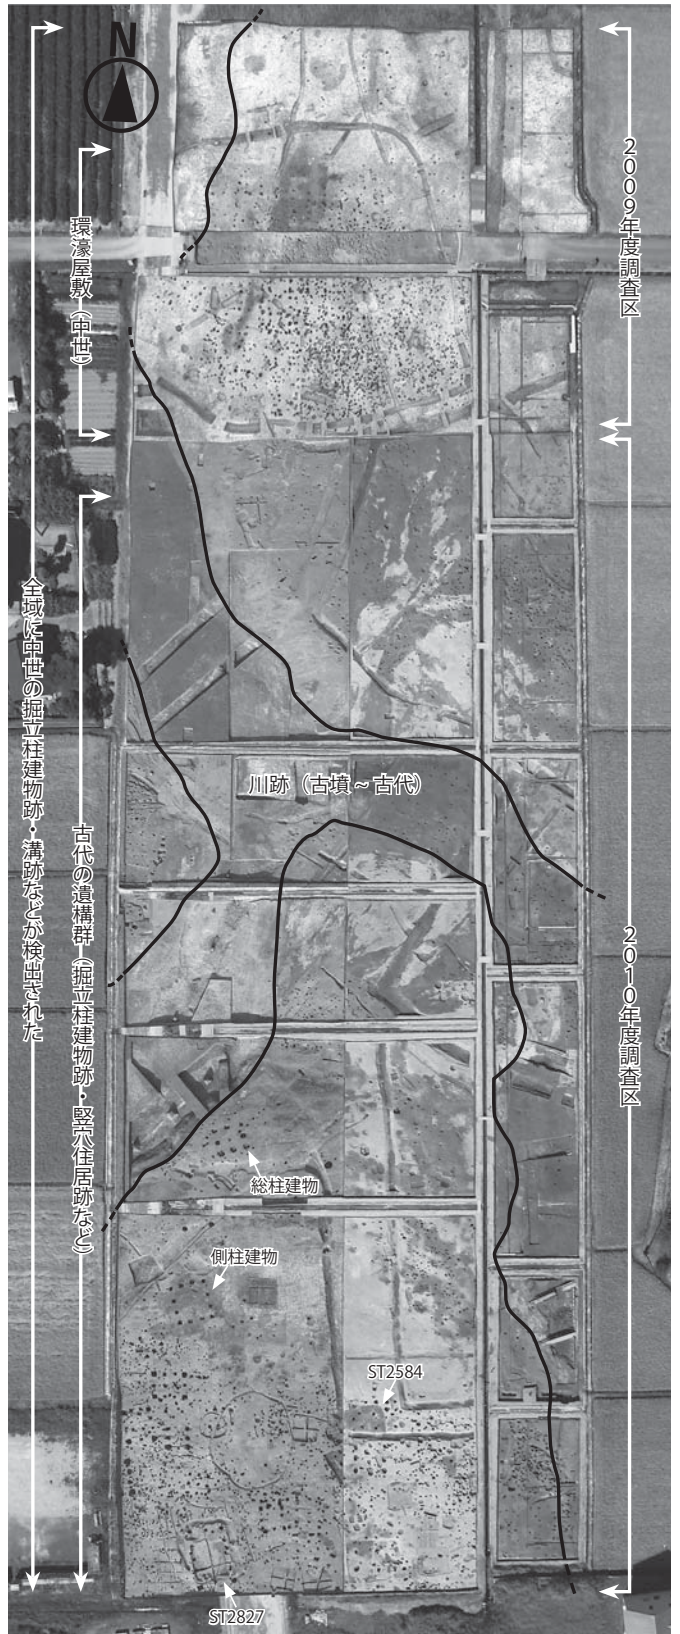 N
2009年度調査区
環濠屋敷（中世）
全域に中世の掘立柱建物跡・溝跡などが検出された
古代の遺構群（掘立柱建物跡・竪穴住居跡など）
川跡（古墳～古代）
2010年度調査区
総柱建物
側柱建物
ST2584
ST2827